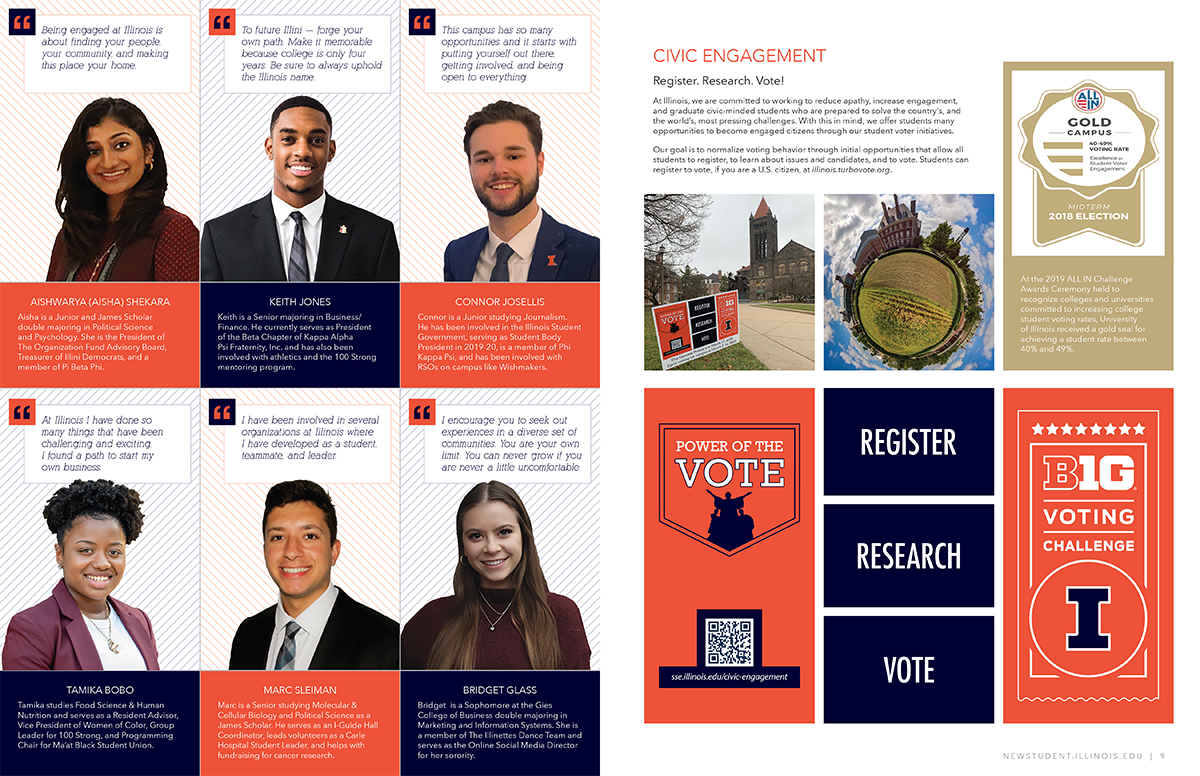 Being engaged at Illinois is
about finding your people,
your community, and making
this place your home.
To future Illini — forge your
own path. Make it memorable
because college is only four
years. Be sure to always uphold
the Illinois name.
This campus has so many
opportunities and it starts with
putting yourself out there,
getting involved, and being
open to everything.
AISHWARYA (AISHA) SHEKARA
Aisha is a Junior and James Scholar
double majoring in Political Science
and Psychology. She is the President of
The Organization Fund Advisory Board,
Treasurer of Illini Democrats, and a
member of Pi Beta Phi.
KEITH JONES
Keith is a Senior majoring in Business/
Finance. He currently serves as President
of the Beta Chapter of Kappa Alpha
Psi Fraternity, Inc. and has also been
involved with athletics and the 100 Strong
mentoring program.
CONNOR JOSELLIS
Connor is a Junior studying Journalism.
He has been involved in the Illinois Student
Government, serving as Student Body
President in 2019-20, is a member of Phi
Kappa Psi, and has been involved with
RSOs on campus like Wishmakers.
At Illinois I have done so
many things that have been
challenging and exciting.
I found a path to start my
own business.
I have been involved in several
organizations at Illinois where
I have developed as a student,
teammate, and leader
I encourage you to seek out
experiences in a diverse set of
communities. You are your own
limit. You can never grow if you
are never a little uncomfortable.
TAMIKA BOBO
Tamika studies Food Science & Human
Nutrition and serves as a Resident Advisor,
Vice President of Women of Color, Group
Leader for 100 Strong, and Programming
Chair for Ma'at Black Student Union.
MARC SLEIMAN
Marc is a Senior studying Molecular &
Cellular Biology and Political Science as a
James Scholar. He serves as an I-Guide Hall
Coordinator, leads volunteers as a Carle
Hospital Student Leader, and helps with
fundraising for cancer research.
BRIDGET GLASS
Bridget is a Sophomore at the Gies
College of Business double majoring in
Marketing and Information Systems. She is
a member of The Illinettes Dance Team and
serves as the Online Social Media Director
for her sorority.
CIVIC ENGAGEMENT
Register. Research. Vote!
At Illinois, we are committed to working to reduce apathy, increase engagement,
and graduate civic-minded students who are prepared to solve the country's, and
the world's, most pressing challenges. With this in mind, we offer students many
opportunities to become engaged citizens through our student voter initiatives.
Our goal is to normalize voting behavior through initial opportunities that allow all
students to register, to learn about issues and candidates, and to vote. Students can
register to vote, if you are a U.S. citizen, at illinois.turbovote.org.
ALL
IN
GOLD
CAMPUS
40-49%
VOTING RATE
Excellence in
Student Voter
Engagement
MIDTERM
2018 ELECTION
At the 2019 ALL IN Challenge
Awards Ceremony held to
recognize colleges and universities
committed to increasing college
student voting rates, University
of Illinois received a gold seal for
achieving a student rate between
40% and 49%.
POWER OF THE
VOTE
REGISTER
RESEARCH
VOTE
B1G
VOTING
CHALLENGE
I
POWER OF THE
VOTE
sse.illinois.edu/civic-engagement
REGISTER
RESEARCH
VOTE
B1G
VOTING
CHALLENGE
I
NEWSTUDENT.ILLINOIS.EDU | 9